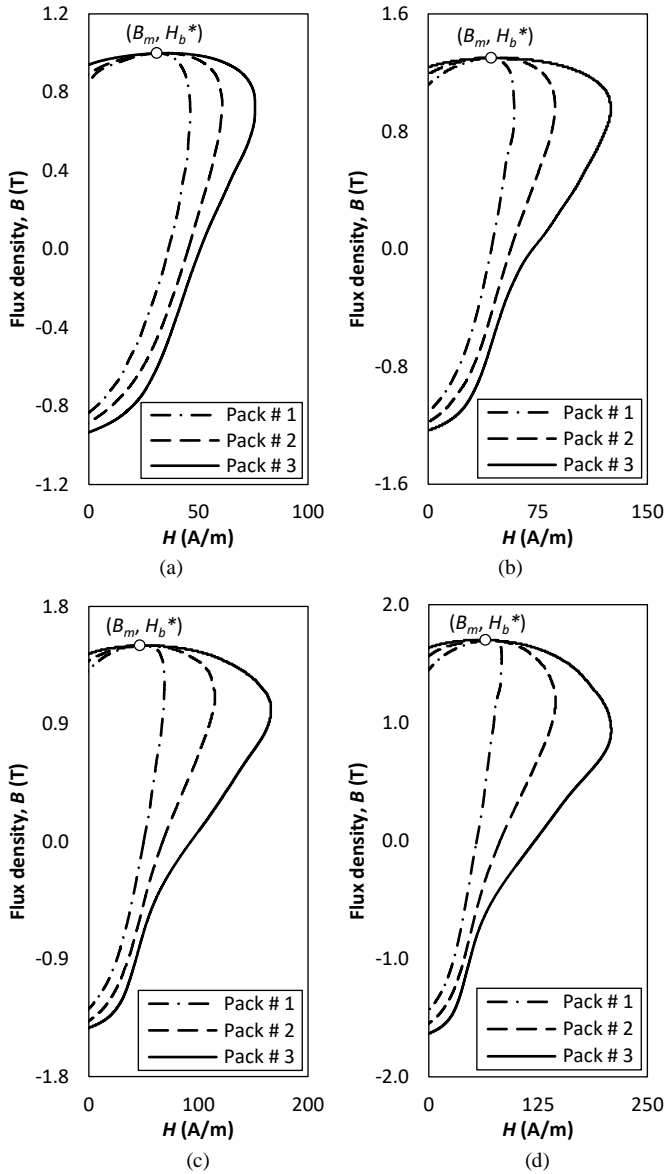 (Bₘ, H_b*)
1.2
0.8
0.4
0.0
-0.4
-0.8
-1.2
Flux density, B (T)
Pack # 1
Pack # 2
Pack # 3
0 50 100
H (A/m)
(a)
(Bₘ, H_b*)
1.6
0.8
0.0
-0.8
-1.6
Flux density, B (T)
Pack # 1
Pack # 2
Pack # 3
0 75 150
H (A/m)
(b)
(Bₘ, H_b*)
1.8
0.9
0.0
-0.9
-1.8
Flux density, B (T)
Pack # 1
Pack # 2
Pack # 3
0 100 200
H (A/m)
(c)
(Bₘ, H_b*)
2.0
1.0
0.0
-1.0
-2.0
Flux density, B (T)
Pack # 1
Pack # 2
Pack # 3
0 125 250
H (A/m)
(d)